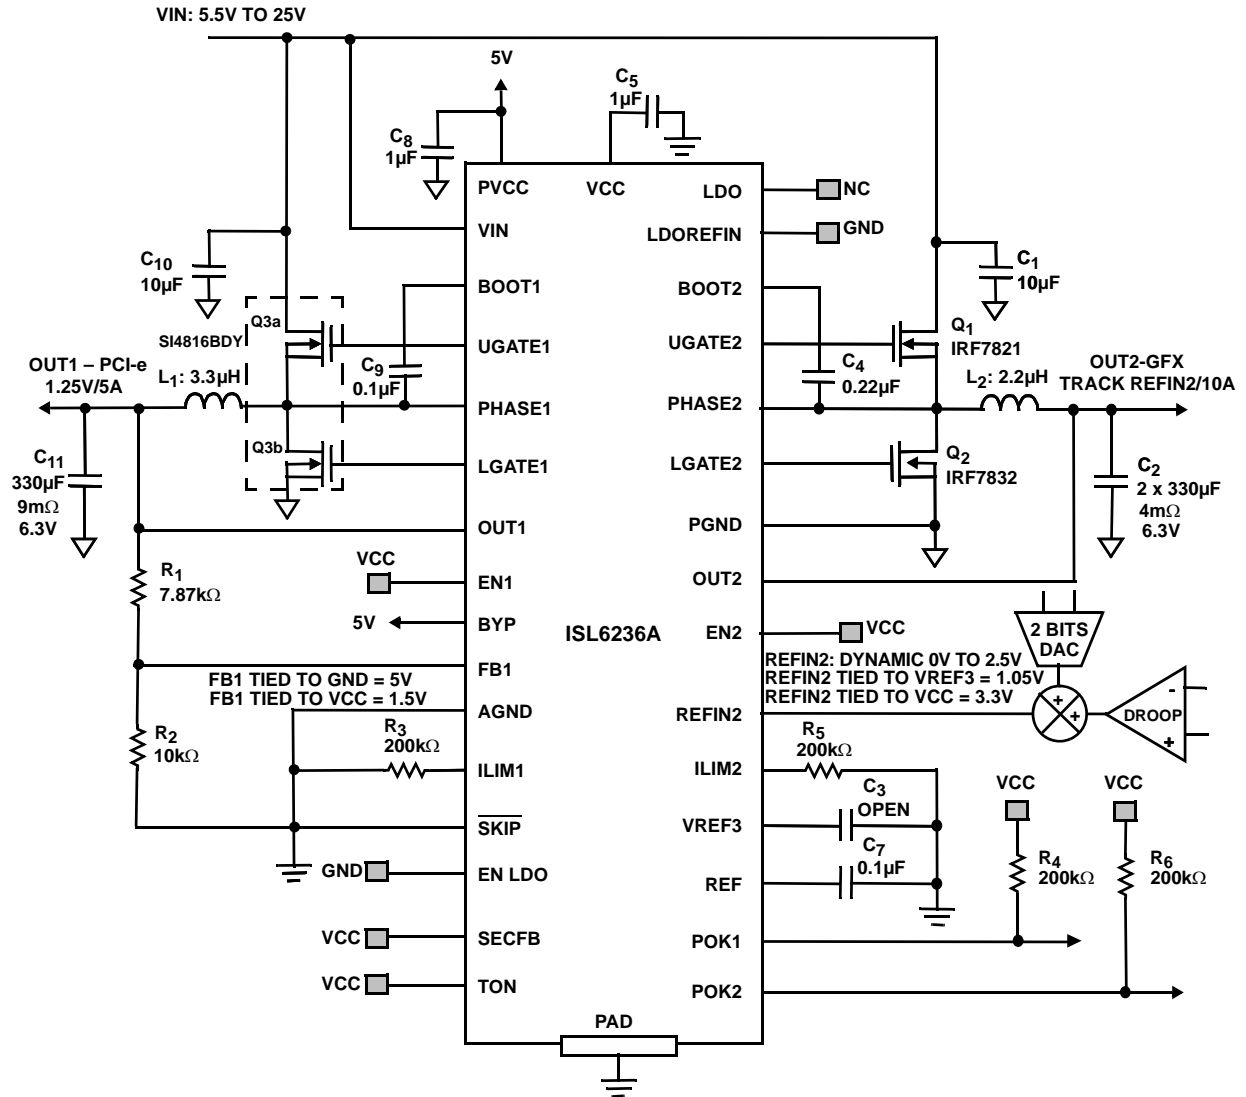 VIN: 5.5V TO 25V
5V
C5
1µF
C8
1µF
PVCC
VCC
LDO
NC
VIN
LDOREFIN
GND
C10
10µF
BOOT1
BOOT2
C1
10µF
Q3a
SI4816BDY
UGATE1
UGATE2
Q1
IRF7821
OUT1 – PCI-e
1.25V/5A
L1: 3.3µH
C9
0.1µF
C4
0.22µF
L2: 2.2µH
OUT2-GFX
TRACK REFIN2/10A
PHASE1
PHASE2
Q3b
LGATE1
LGATE2
Q2
IRF7832
C11
330µF
9mΩ
6.3V
C2
2 x 330µF
4mΩ
6.3V
OUT1
PGND
VCC
EN1
OUT2
R1
7.87kΩ
5V
BYP
ISL6236A
EN2
VCC
2 BITS
DAC
FB1
FB1 TIED TO GND = 5V
FB1 TIED TO VCC = 1.5V
REFIN2: DYNAMIC 0V TO 2.5V
REFIN2 TIED TO VREF3 = 1.05V
REFIN2 TIED TO VCC = 3.3V
AGND
REFIN2
+
+
DROOP
-
+
R2
10kΩ
R3
200kΩ
ILIM1
ILIM2
R5
200kΩ
C3
OPEN
VCC
VCC
SKIP
VREF3
C7
0.1µF
GND
EN LDO
REF
R4
200kΩ
R6
200kΩ
VCC
SECFB
POK1
VCC
TON
POK2
PAD